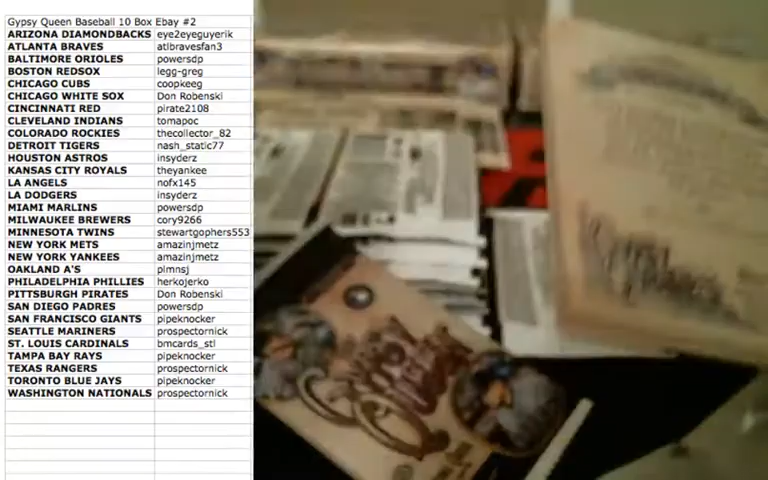 Gypsy Queen Baseball 10 Box Ebay #2
ARIZONA DIAMONDBACKS eye2eyeguyerik
ATLANTA BRAVES atlbravesfan3
BALTIMORE ORIOLES powersdp
BOSTON REDSOX legg-greg
CHICAGO CUBS coopkeeg
CHICAGO WHITE SOX Don Robenski
CINCINNATI RED pirate2108
CLEVELAND INDIANS tomapoc
COLORADO ROCKIES thecollector_82
DETROIT TIGERS nash_static77
HOUSTON ASTROS insyderz
KANSAS CITY ROYALS theyankee
LA ANGELS nofx145
LA DODGERS insyderz
MIAMI MARLINS powersdp
MILWAUKEE BREWERS cory9266
MINNESOTA TWINS stewartgophers553
NEW YORK METS amazinjmetz
NEW YORK YANKEES amazinjmetz
OAKLAND A'S plmnsj
PHILADELPHIA PHILLIES herkojerko
PITTSBURGH PIRATES Don Robenski
SAN DIEGO PADRES powersdp
SAN FRANCISCO GIANTS pipeknocker
SEATTLE MARINERS prospectornick
ST. LOUIS CARDINALS bmcards_stl
TAMPA BAY RAYS pipeknocker
TEXAS RANGERS prospectornick
TORONTO BLUE JAYS pipeknocker
WASHINGTON NATIONALS prospectornick
Gypsy
Queen